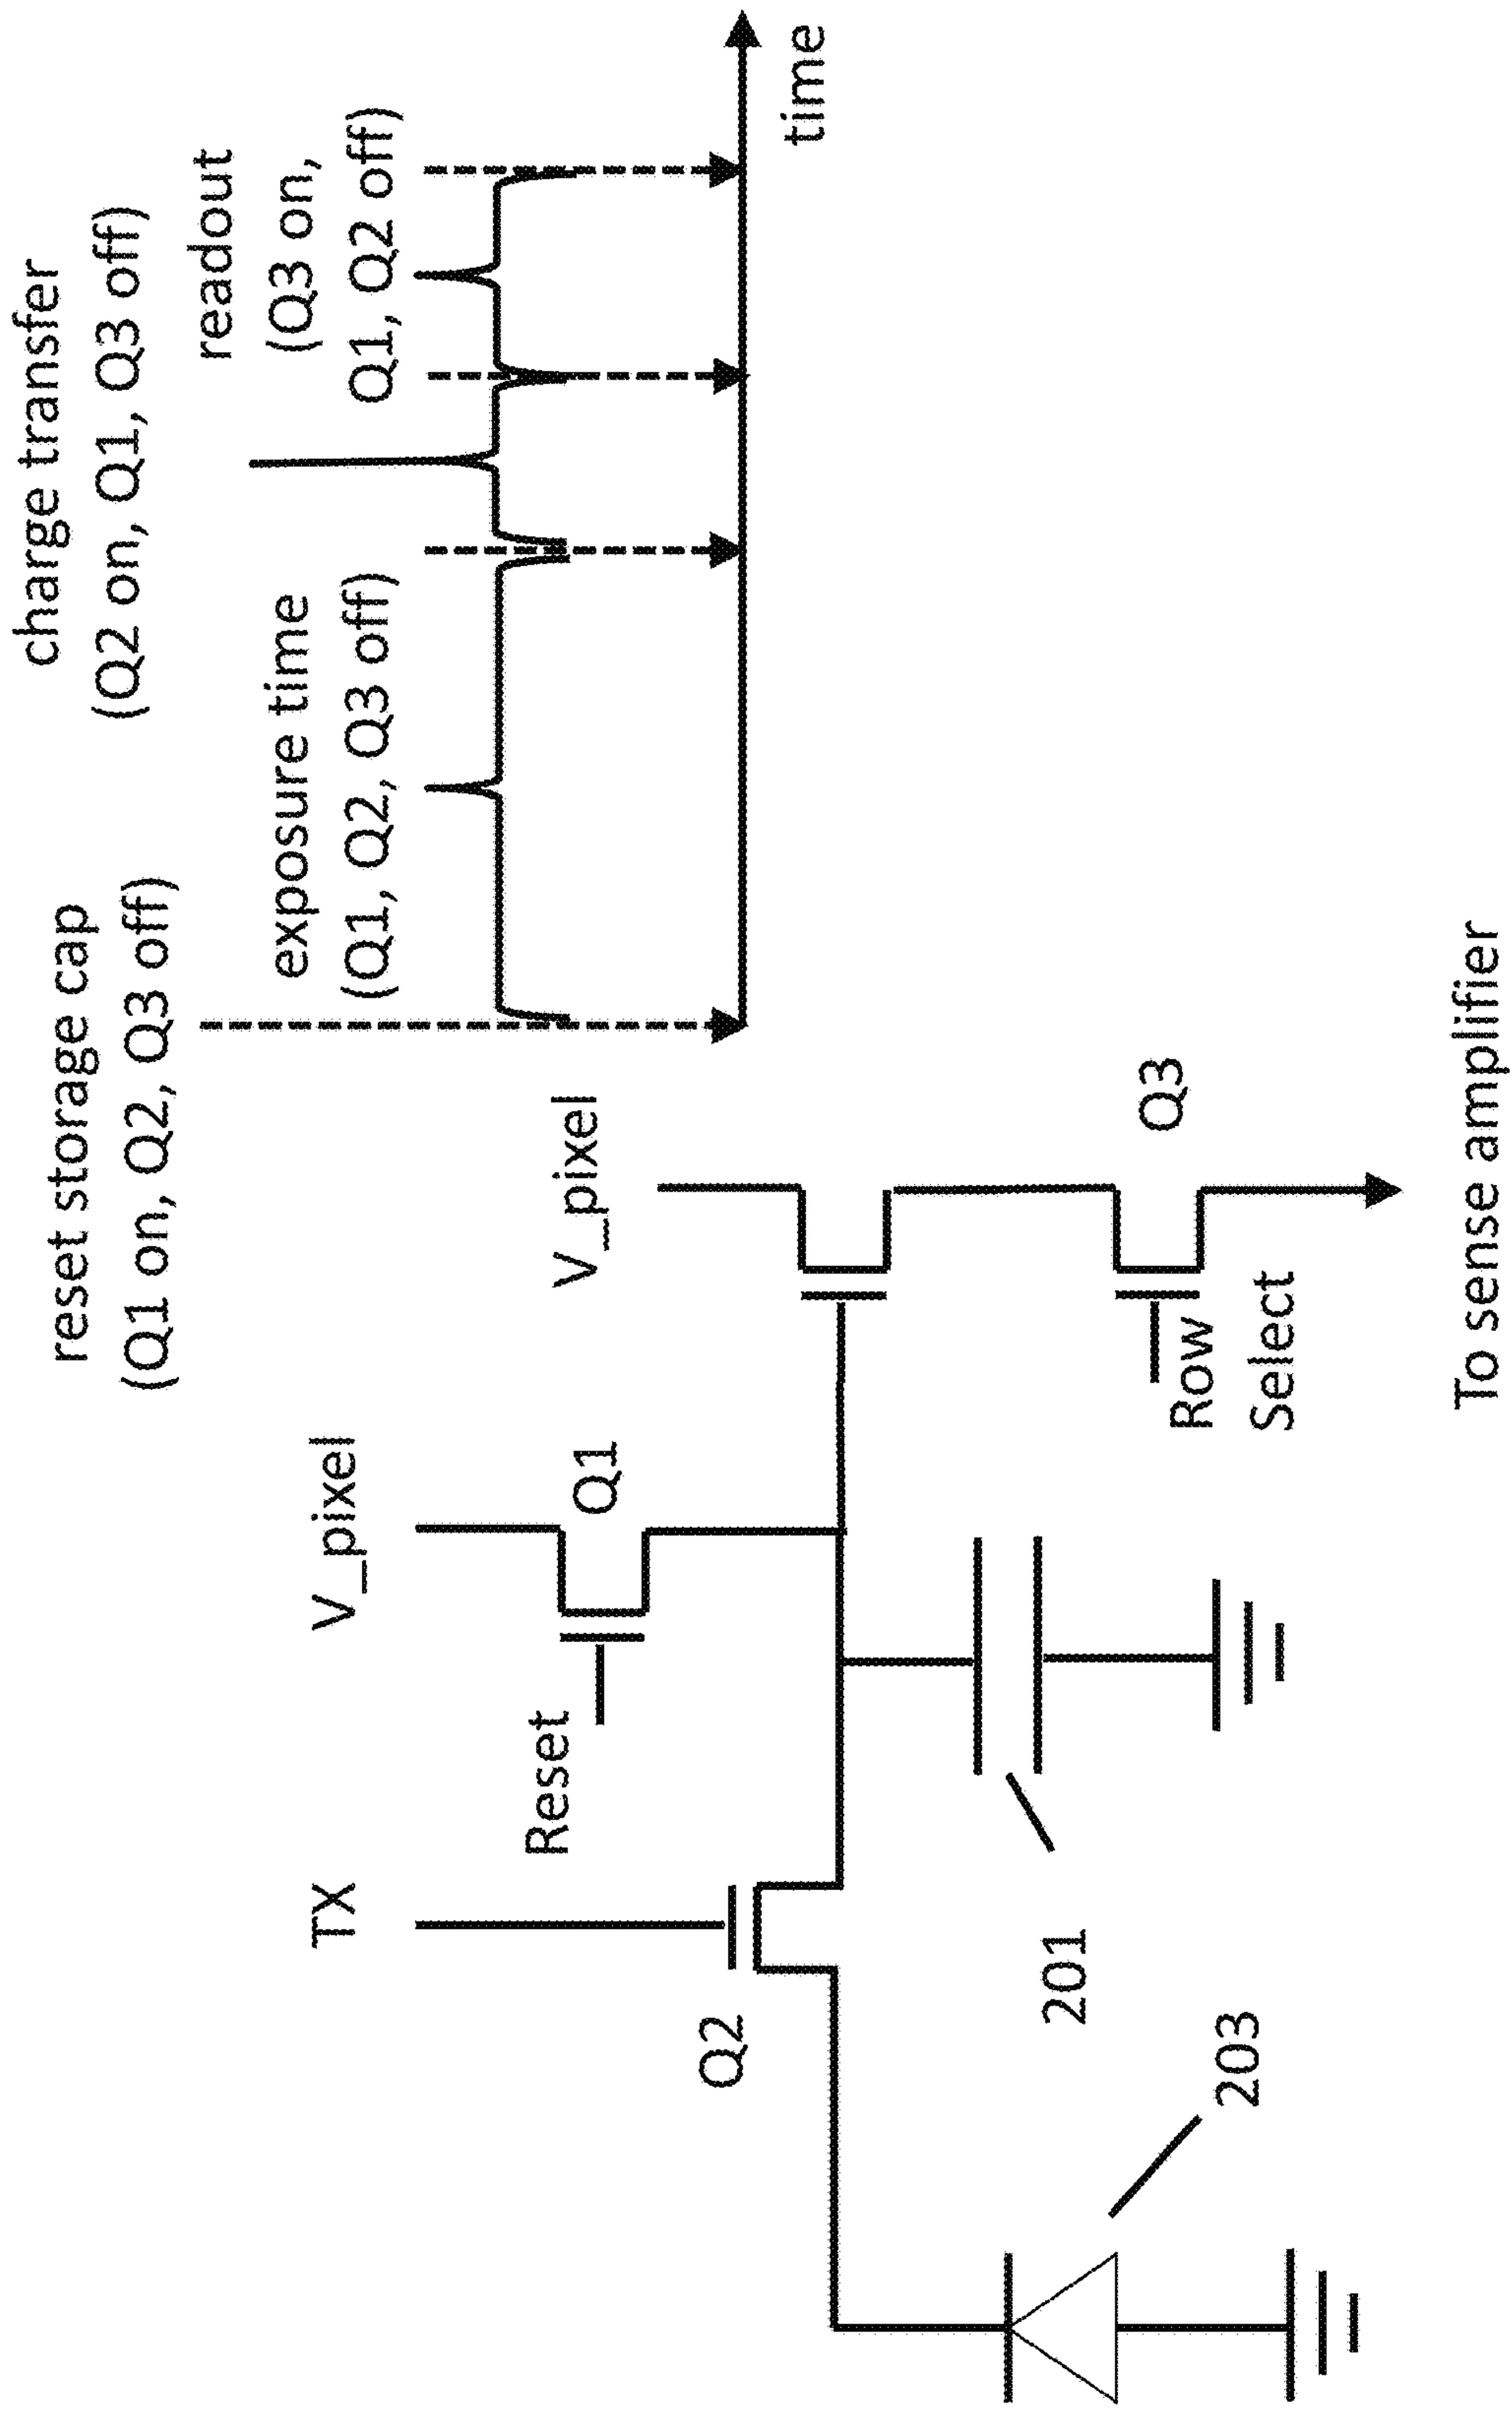 TX
V_pixel
Reset
Q1
Q2
201
203
V_pixel
Row
Select
Q3
To sense amplifier
reset storage cap
(Q1 on, Q2, Q3 off)
exposure time
(Q1, Q2, Q3 off)
charge transfer
(Q2 on, Q1, Q3 off)
readout
(Q3 on,
Q1, Q2 off)
time